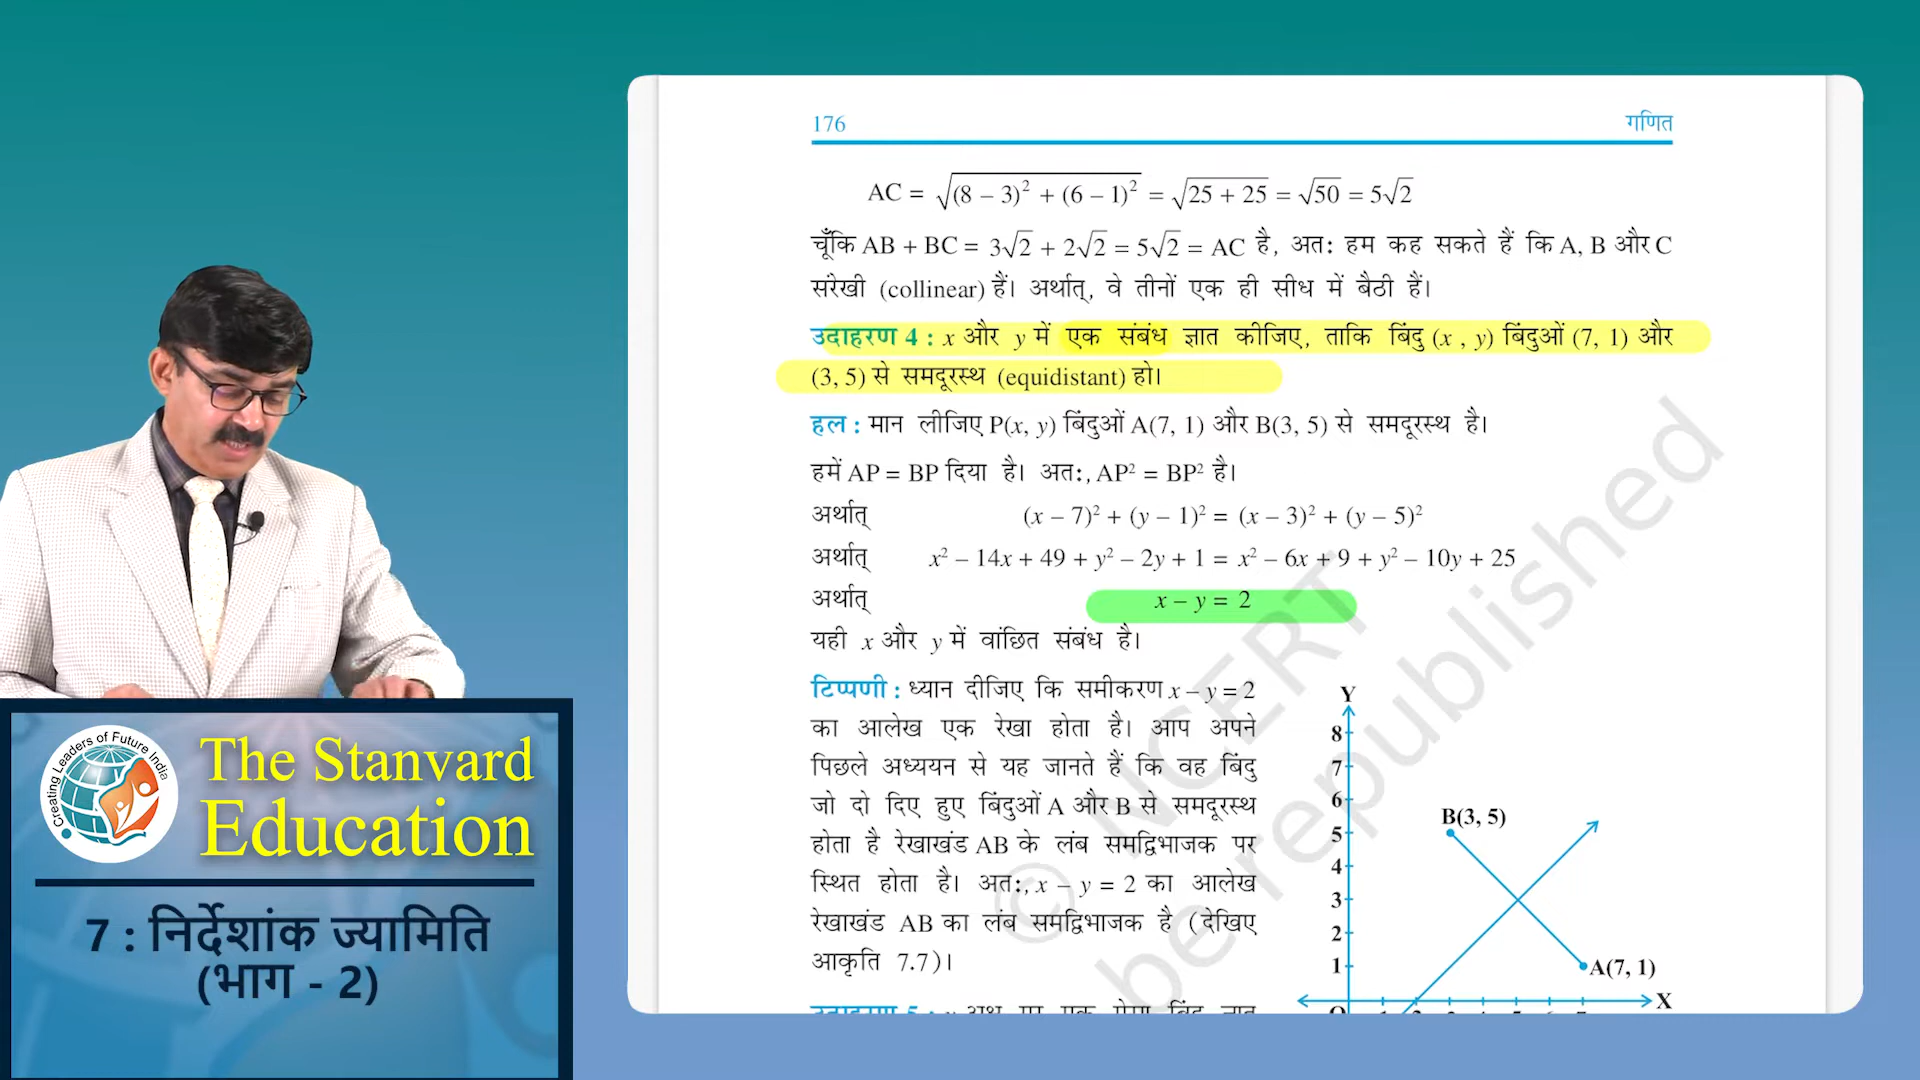 176 गणित
AC = √(8 – 3)² + (6 – 1)² = √25 + 25 = √50 = 5√2
चूँकि AB + BC = 3√2 + 2√2 = 5√2 = AC है, अतः हम कह सकते हैं कि A, B और C
संरेखी (collinear) हैं। अर्थात्, वे तीनों एक ही सीध में बैठी हैं।
उदाहरण 4 : x और y में एक संबंध ज्ञात कीजिए, ताकि बिंदु (x , y) बिंदुओं (7, 1) और
(3, 5) से समदूरस्थ (equidistant) हो।
हल : मान लीजिए P(x, y) बिंदुओं A(7, 1) और B(3, 5) से समदूरस्थ है।
हमें AP = BP दिया है। अतः, AP² = BP² है।
अर्थात् (x – 7)² + (y – 1)² = (x – 3)² + (y – 5)²
अर्थात् x² – 14x + 49 + y² – 2y + 1 = x² – 6x + 9 + y² – 10y + 25
अर्थात् x – y = 2
यही x और y में वांछित संबंध है।
टिप्पणी : ध्यान दीजिए कि समीकरण x – y = 2
का आलेख एक रेखा होता है। आप अपने
पिछले अध्ययन से यह जानते हैं कि वह बिंदु
जो दो दिए हुए बिंदुओं A और B से समदूरस्थ
होता है रेखाखंड AB के लंब समद्विभाजक पर
स्थित होता है। अतः, x – y = 2 का आलेख
रेखाखंड AB का लंब समद्विभाजक है (देखिए
आकृति 7.7)।
Y
8
7
6
5
4
3
2
1
B(3, 5)
A(7, 1)
X
© NCERT
be republished
Creating Leaders of Future India
The Stanvard
Education
7 : निर्देशांक ज्यामिति
(भाग - 2)